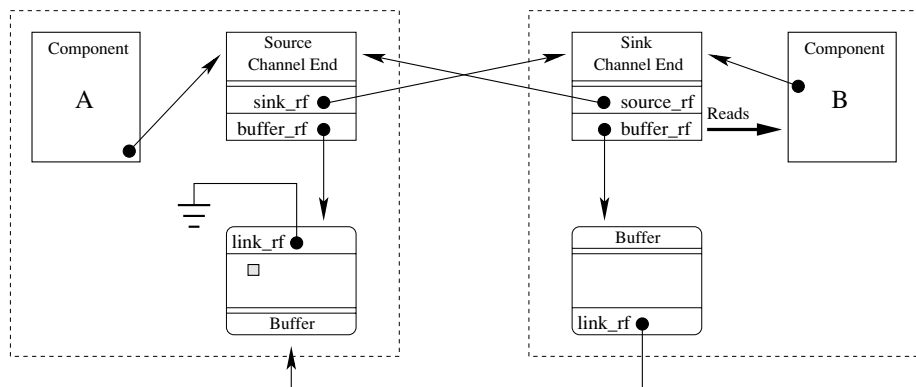 Component
A
Source
Channel End
sink_rf
buffer_rf
link_rf
Buffer
Sink
Channel End
source_rf
buffer_rf
Reads
Component
B
Buffer
link_rf